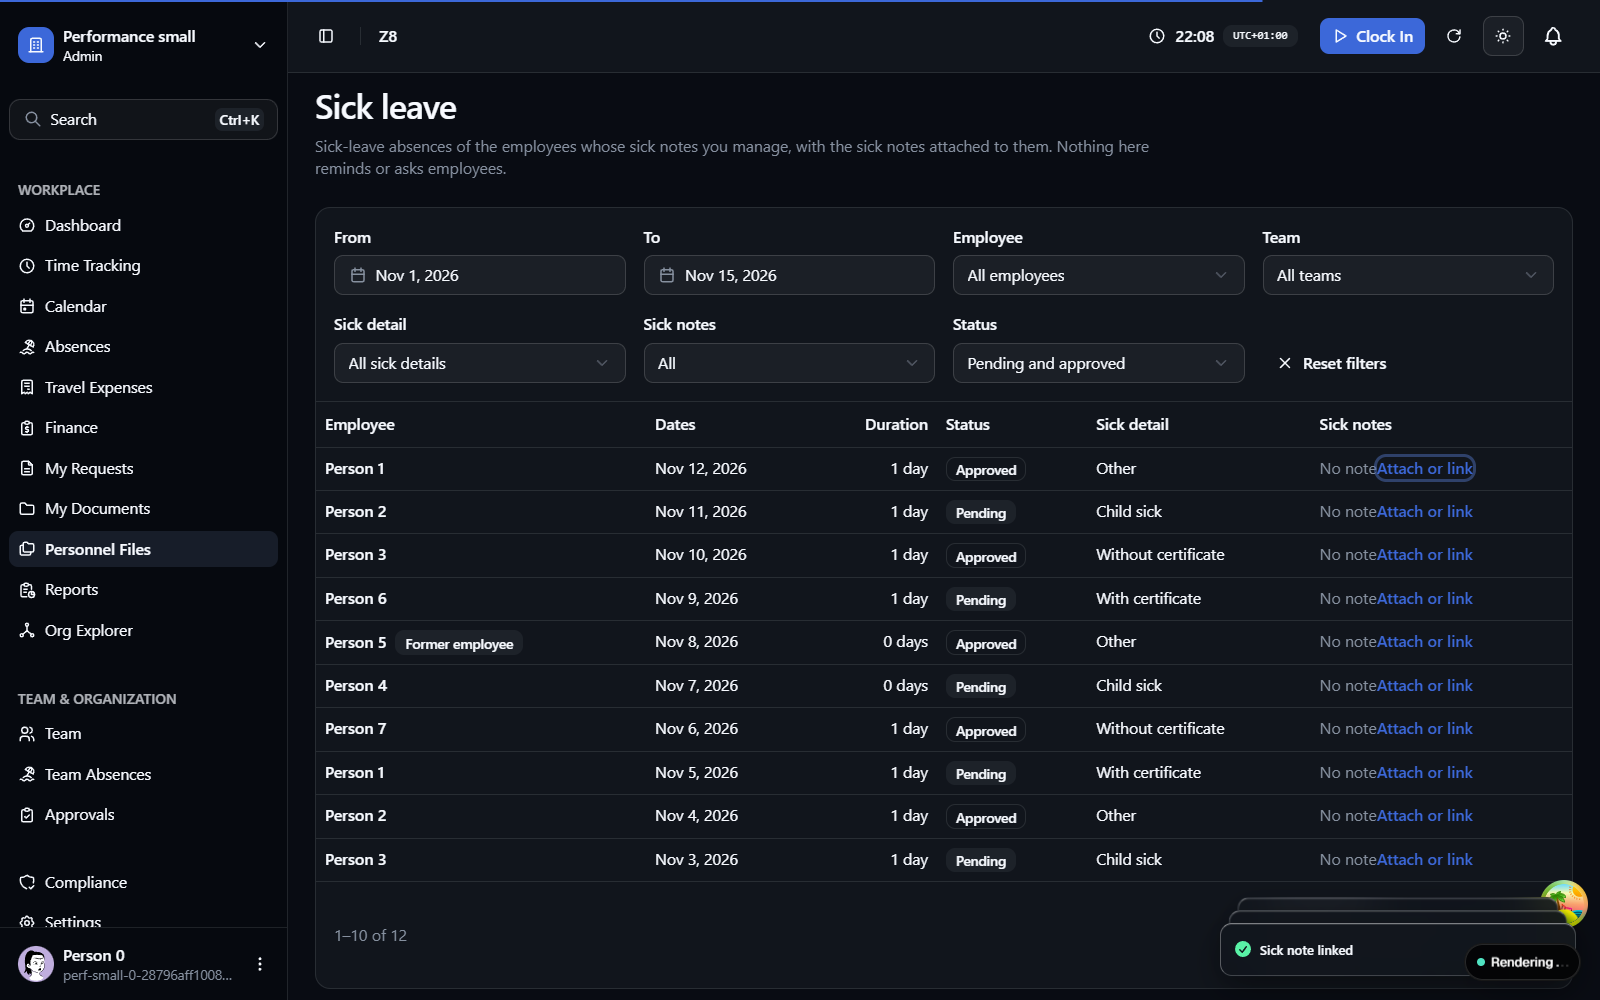 Performance small
Admin
Z8
22:08
UTC+01:00
Clock In
Search
Ctrl+K
WORKPLACE
Dashboard
Time Tracking
Calendar
Absences
Travel Expenses
Finance
My Requests
My Documents
Personnel Files
Reports
Org Explorer
TEAM & ORGANIZATION
Team
Team Absences
Approvals
Compliance
Settings
Person 0
perf-small-0-28796aff1008...
Sick leave
Sick-leave absences of the employees whose sick notes you manage, with the sick notes attached to them. Nothing here
reminds or asks employees.
From To Employee Team
Nov 1, 2026 Nov 15, 2026 All employees All teams
Sick detail Sick notes Status
All sick details All Pending and approved Reset filters
Employee Dates Duration Status Sick detail Sick notes
Person 1 Nov 12, 2026 1 day Approved Other No note Attach or link
Person 2 Nov 11, 2026 1 day Pending Child sick No note Attach or link
Person 3 Nov 10, 2026 1 day Approved Without certificate No note Attach or link
Person 6 Nov 9, 2026 1 day Pending With certificate No note Attach or link
Person 5 Former employee Nov 8, 2026 0 days Approved Other No note Attach or link
Person 4 Nov 7, 2026 0 days Pending Child sick No note Attach or link
Person 7 Nov 6, 2026 1 day Approved Without certificate No note Attach or link
Person 1 Nov 5, 2026 1 day Pending With certificate No note Attach or link
Person 2 Nov 4, 2026 1 day Approved Other No note Attach or link
Person 3 Nov 3, 2026 1 day Pending Child sick No note Attach or link
1–10 of 12
Sick note linked
Rendering...